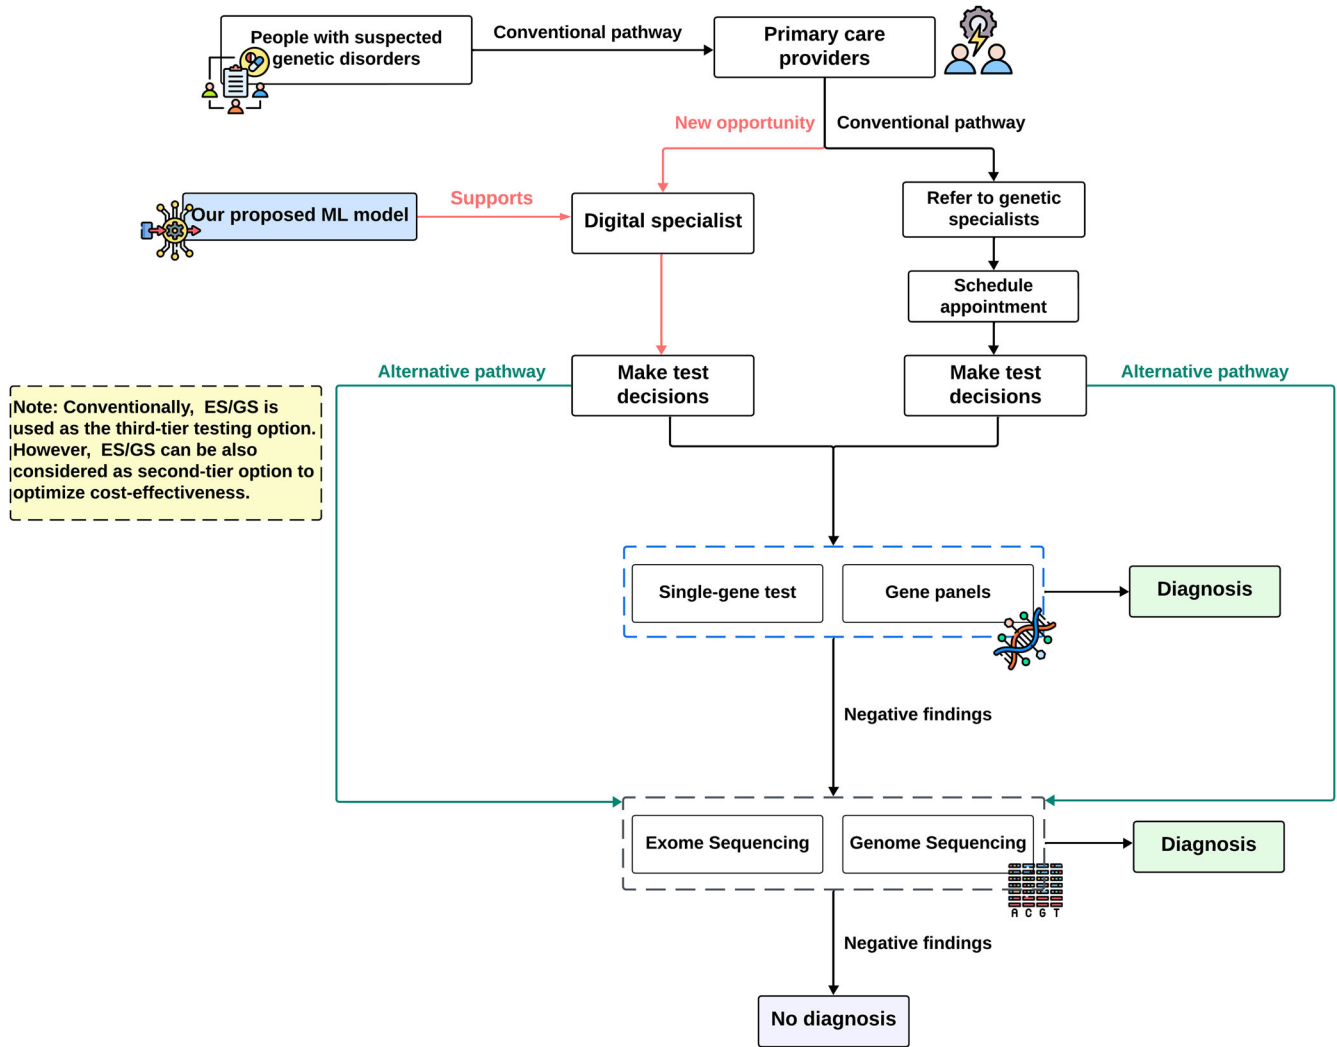 People with suspected
genetic disorders
Conventional pathway
Primary care
providers
New opportunity
Conventional pathway
Our proposed ML model
Supports
Digital specialist
Refer to genetic
specialists
Schedule
appointment
Alternative pathway
Make test
decisions
Make test
decisions
Alternative pathway
Note: Conventionally, ES/GS is
used as the third-tier testing option.
However, ES/GS can be also
considered as second-tier option to
optimize cost-effectiveness.
Single-gene test
Gene panels
Diagnosis
Negative findings
Exome Sequencing
Genome Sequencing
Diagnosis
A C G T
Negative findings
No diagnosis